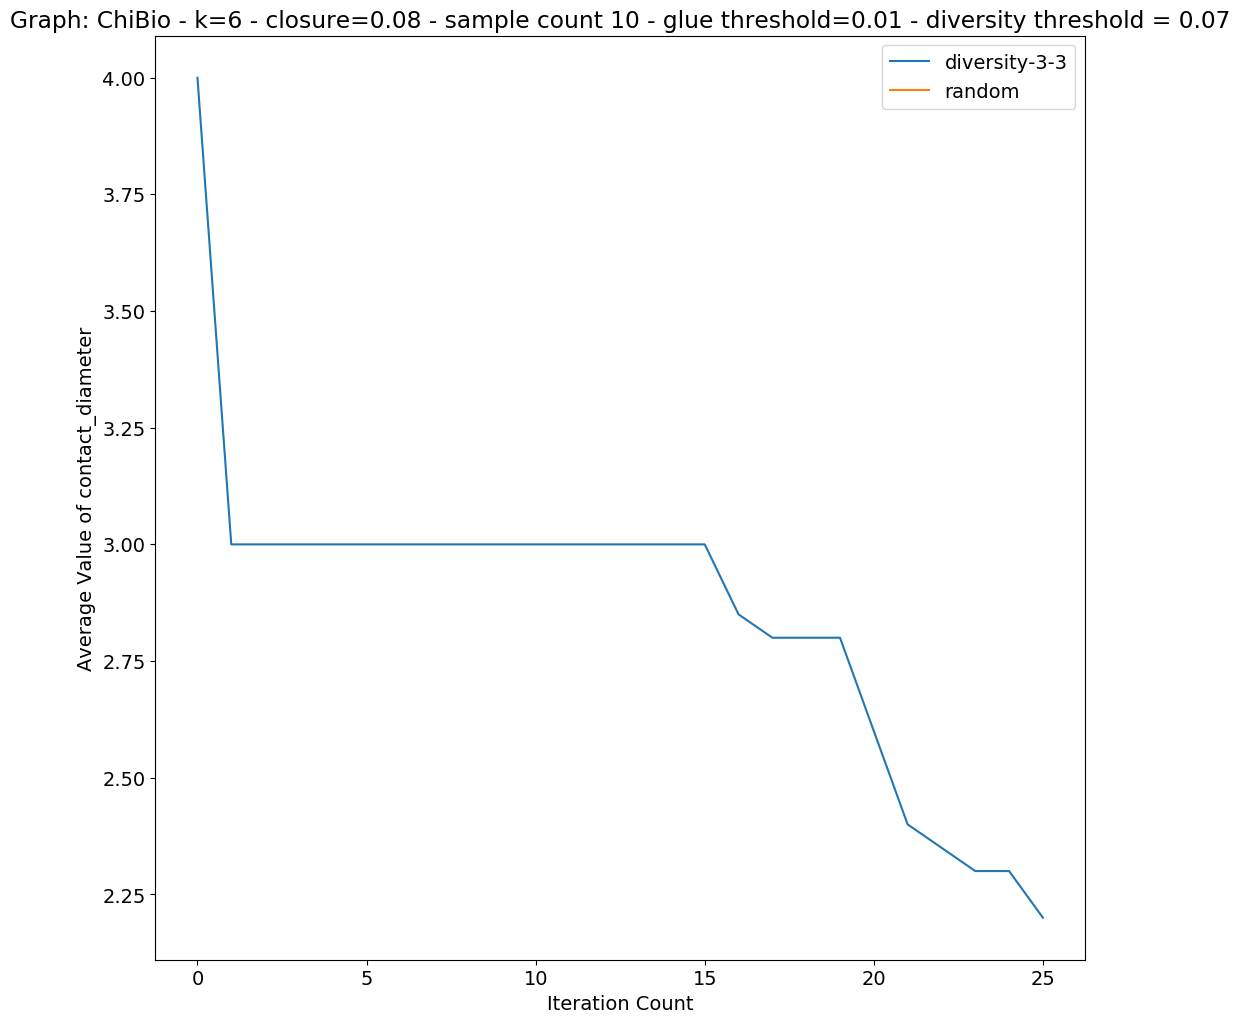 Graph: ChiBio - k=6 - closure=0.08 - sample count 10 - glue threshold=0.01 - diversity threshold = 0.07
diversity-3-3
random
4.00
3.75
3.50
3.25
3.00
2.75
2.50
2.25
Average Value of contact_diameter
0 5 10 15 20 25
Iteration Count